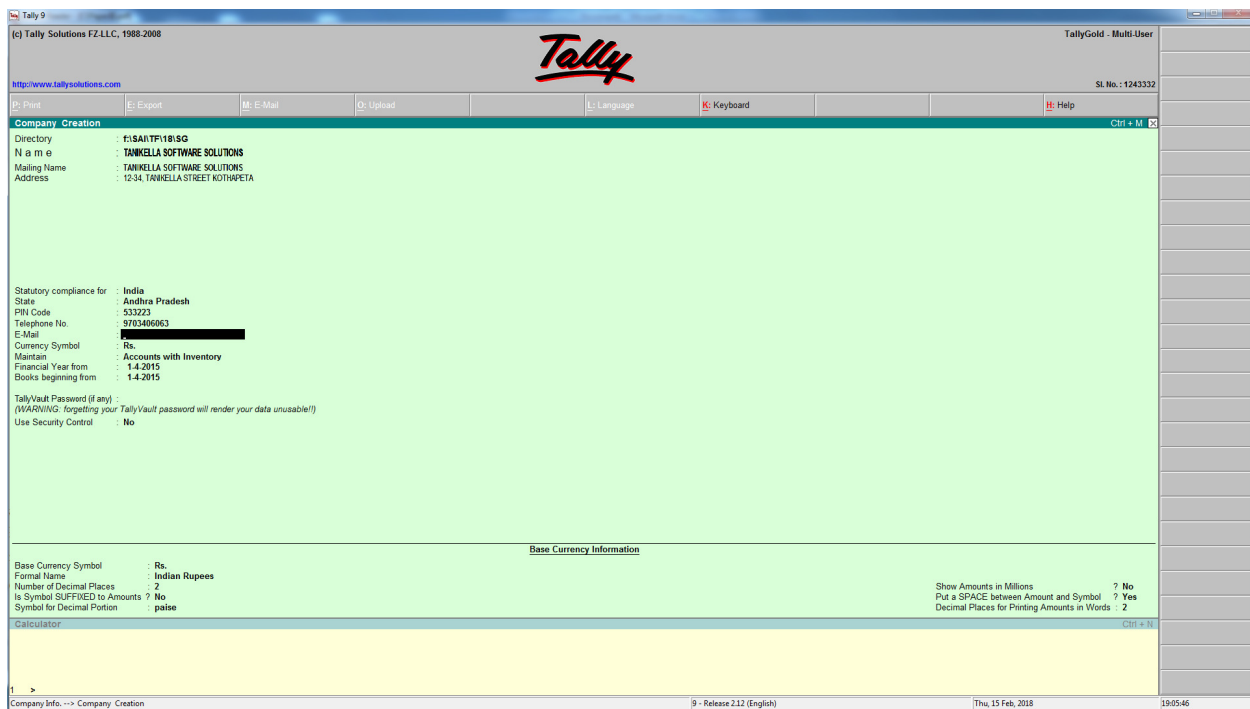 Tally 9
(c) Tally Solutions FZ-LLC, 1988-2008
TallyGold - Multi-User
Tally
http://www.tallysolutions.com
Sl. No. : 1243332
P: Print E: Export M: E-Mail O: Upload L: Language K: Keyboard H: Help
Company Creation Ctrl + M
Directory : f:\SAI\TF\18\SG
Name : TANIKELLA SOFTWARE SOLUTIONS
Mailing Name : TANIKELLA SOFTWARE SOLUTIONS
Address : 12-34, TANIKELLA STREET KOTHAPETA
Statutory compliance for : India
State : Andhra Pradesh
PIN Code : 533223
Telephone No. : 9703406063
E-Mail :
Currency Symbol : Rs.
Maintain : Accounts with Inventory
Financial Year from : 1-4-2015
Books beginning from : 1-4-2015
TallyVault Password (if any) :
(WARNING: forgetting your TallyVault password will render your data unusable!!)
Use Security Control : No
Base Currency Information
Base Currency Symbol : Rs.
Formal Name : Indian Rupees
Number of Decimal Places : 2 Show Amounts in Millions ? No
Is Symbol SUFFIXED to Amounts ? No Put a SPACE between Amount and Symbol ? Yes
Symbol for Decimal Portion : paise Decimal Places for Printing Amounts in Words : 2
Calculator Ctrl + N
1 >
Company Info. --> Company Creation 9 - Release 2.12 (English) Thu, 15 Feb, 2018 19:05:46